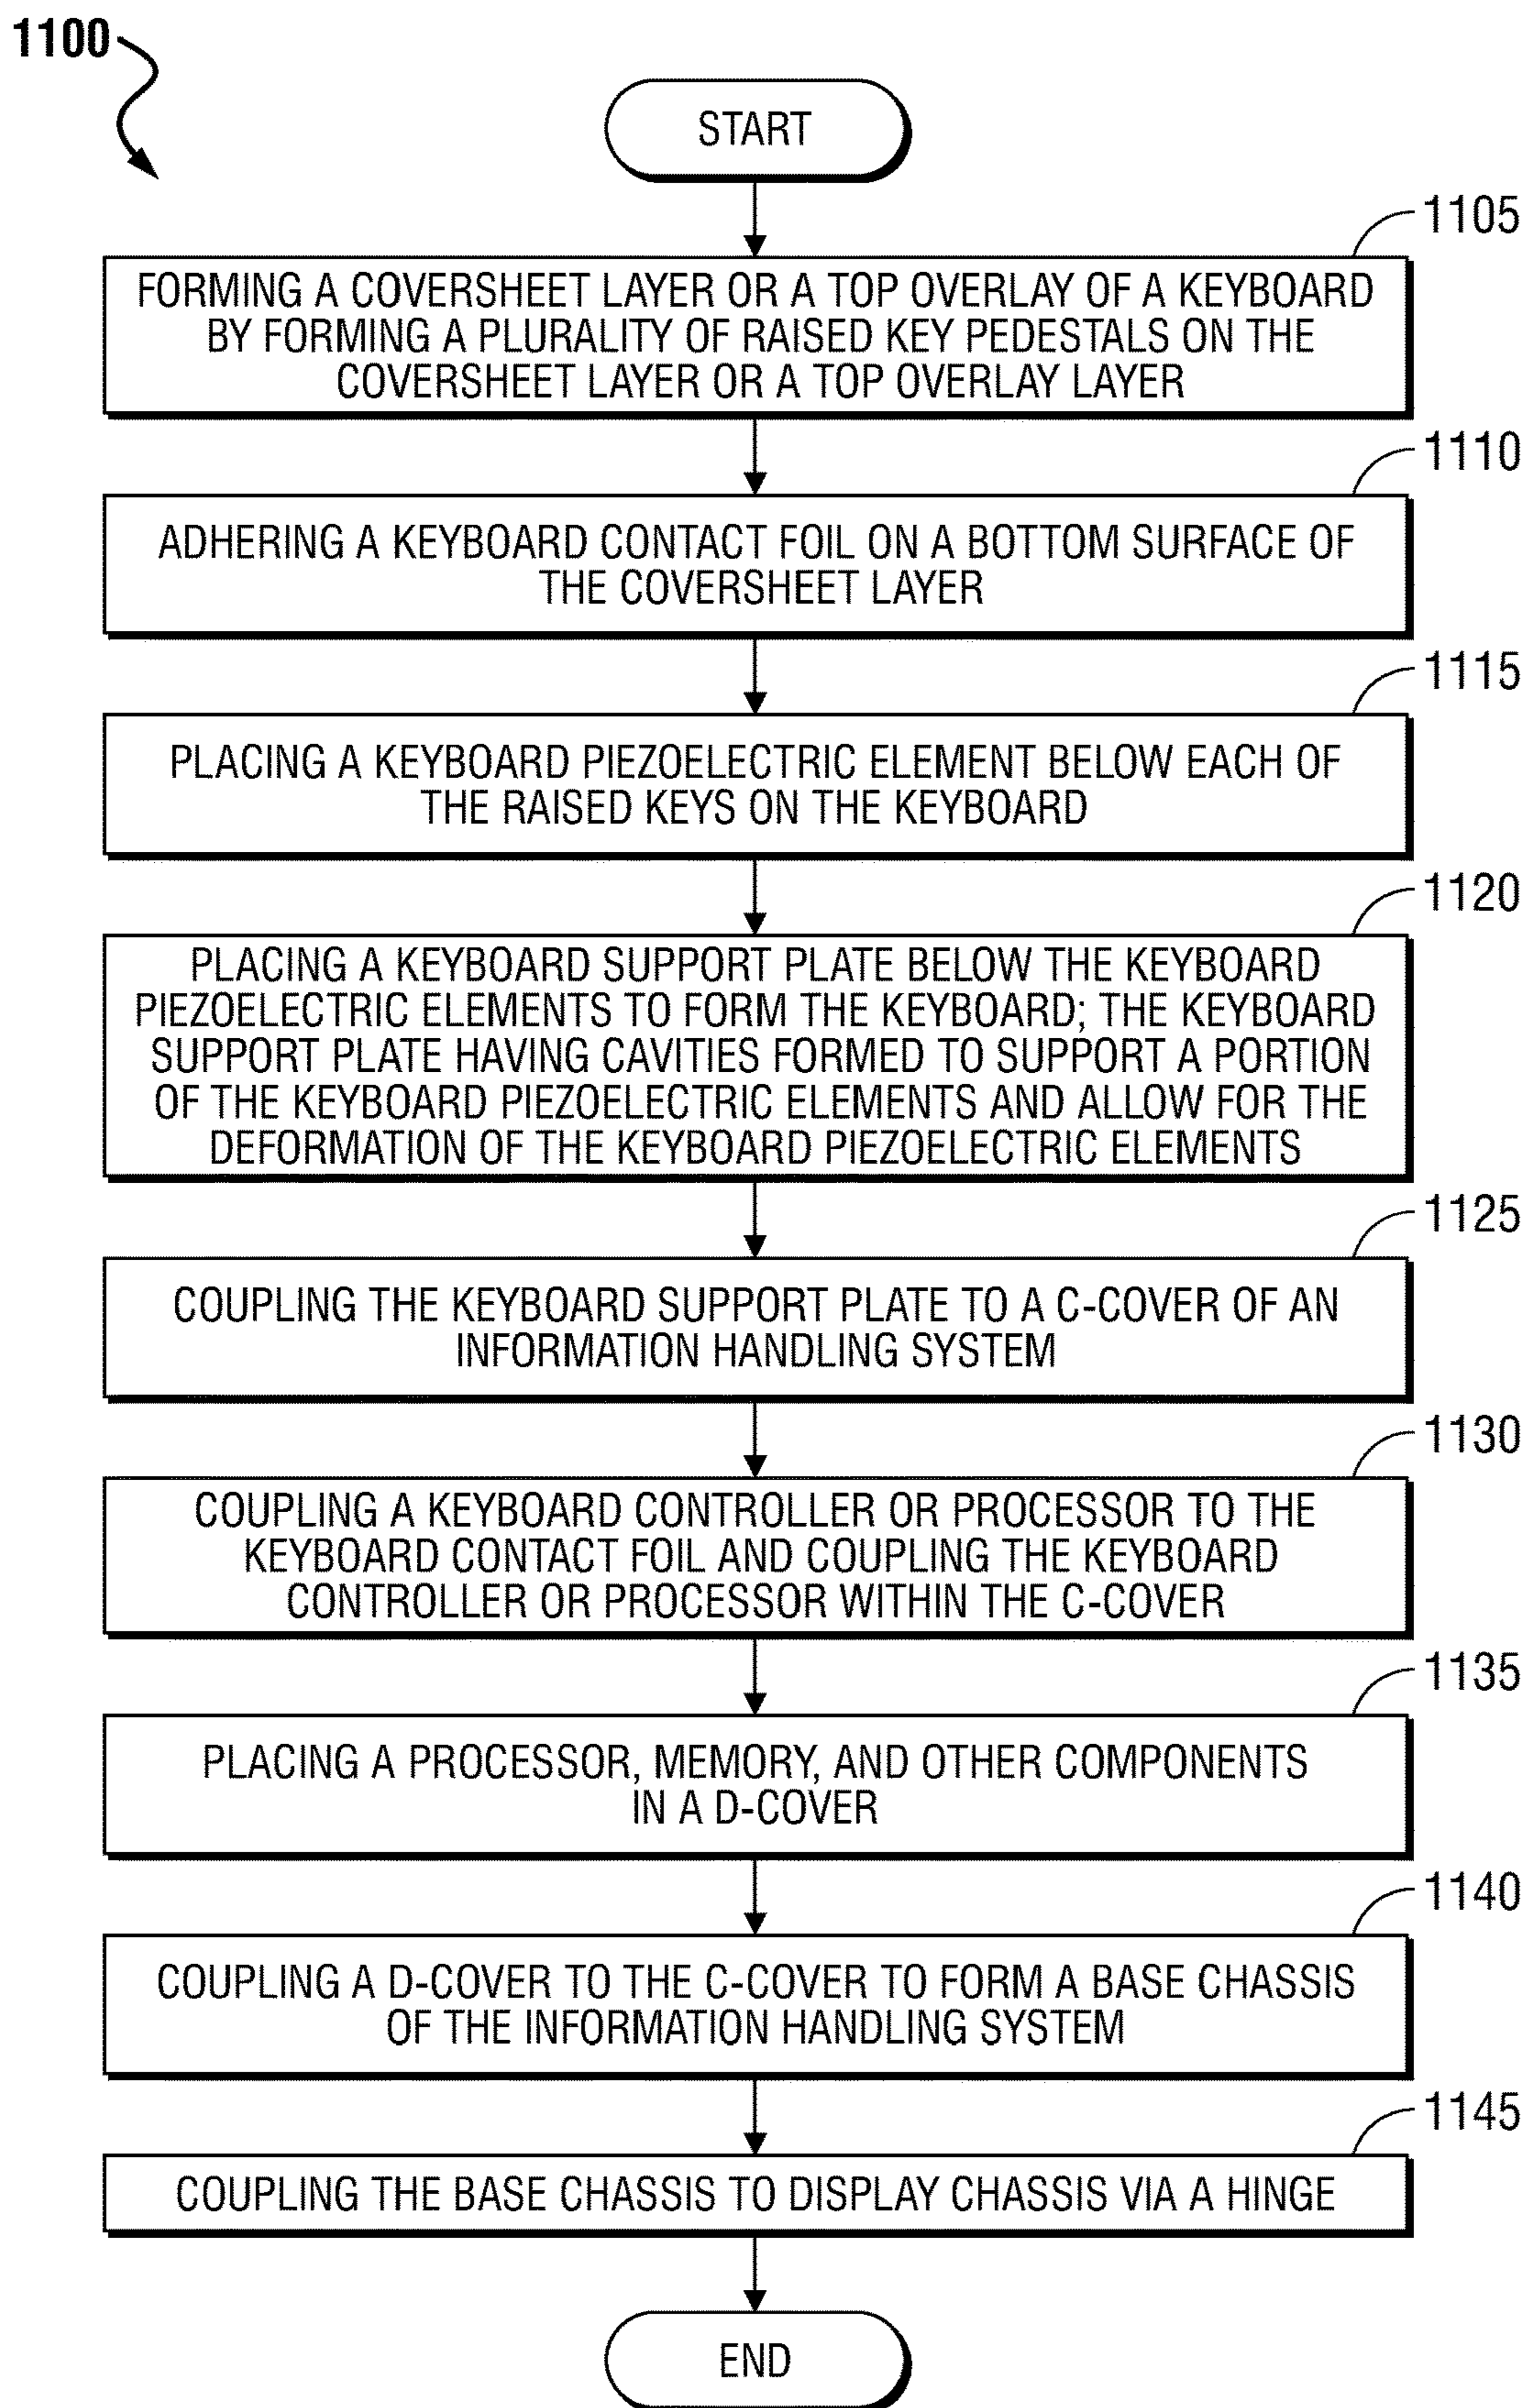 1100
START
1105
FORMING A COVERSHEET LAYER OR A TOP OVERLAY OF A KEYBOARD
BY FORMING A PLURALITY OF RAISED KEY PEDESTALS ON THE
COVERSHEET LAYER OR A TOP OVERLAY LAYER
1110
ADHERING A KEYBOARD CONTACT FOIL ON A BOTTOM SURFACE OF
THE COVERSHEET LAYER
1115
PLACING A KEYBOARD PIEZOELECTRIC ELEMENT BELOW EACH OF
THE RAISED KEYS ON THE KEYBOARD
1120
PLACING A KEYBOARD SUPPORT PLATE BELOW THE KEYBOARD
PIEZOELECTRIC ELEMENTS TO FORM THE KEYBOARD; THE KEYBOARD
SUPPORT PLATE HAVING CAVITIES FORMED TO SUPPORT A PORTION
OF THE KEYBOARD PIEZOELECTRIC ELEMENTS AND ALLOW FOR THE
DEFORMATION OF THE KEYBOARD PIEZOELECTRIC ELEMENTS
1125
COUPLING THE KEYBOARD SUPPORT PLATE TO A C-COVER OF AN
INFORMATION HANDLING SYSTEM
1130
COUPLING A KEYBOARD CONTROLLER OR PROCESSOR TO THE
KEYBOARD CONTACT FOIL AND COUPLING THE KEYBOARD
CONTROLLER OR PROCESSOR WITHIN THE C-COVER
1135
PLACING A PROCESSOR, MEMORY, AND OTHER COMPONENTS
IN A D-COVER
1140
COUPLING A D-COVER TO THE C-COVER TO FORM A BASE CHASSIS
OF THE INFORMATION HANDLING SYSTEM
1145
COUPLING THE BASE CHASSIS TO DISPLAY CHASSIS VIA A HINGE
END